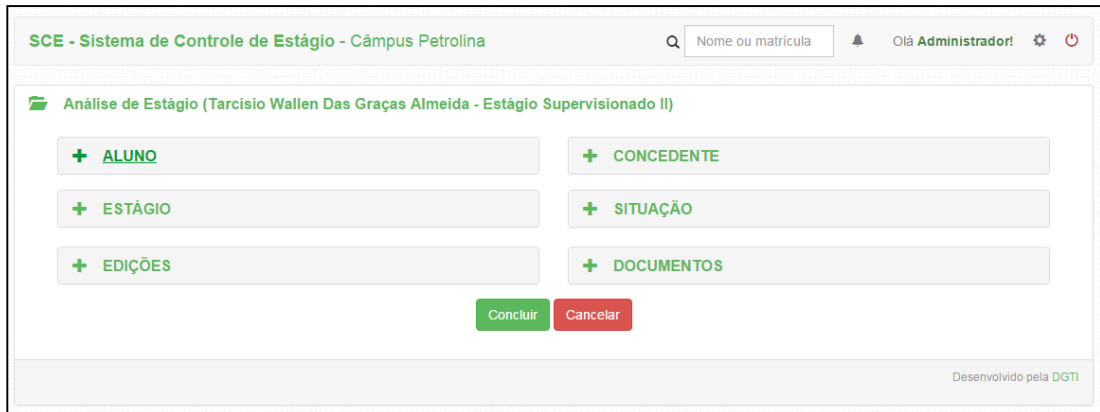 SCE - Sistema de Controle de Estágio - Câmpus Petrolina
Nome ou matrícula
Olá Administrador!
Análise de Estágio (Tarcísio Wallen Das Graças Almeida - Estágio Supervisionado II)
+ ALUNO
+ CONCEDENTE
+ ESTÁGIO
+ SITUAÇÃO
+ EDIÇÕES
+ DOCUMENTOS
Concluir
Cancelar
Desenvolvido pela DGTI